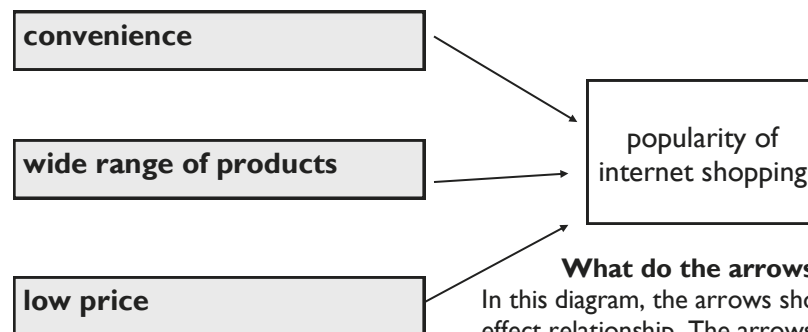 convenience
popularity of
internet shopping
wide range of products
What do the arrows
In this diagram, the arrows
low price
effect relationship. The arrows